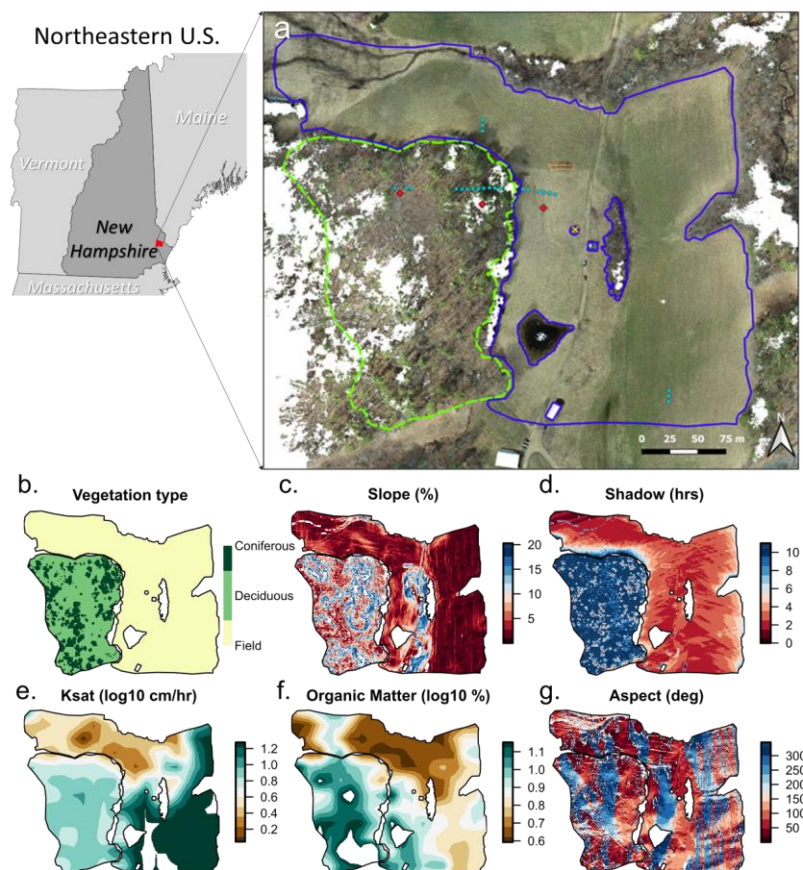 Northeastern U.S.
Maine
Vermont
New
Hampshire
Massachusetts
a
N
0 25 50 75 m
b.
Vegetation type
Coniferous
Deciduous
Field
c.
Slope (%)
20
15
10
5
d.
Shadow (hrs)
10
8
6
4
2
0
e.
Ksat (log10 cm/hr)
1.2
1.0
0.8
0.6
0.4
0.2
f.
Organic Matter (log10 %)
1.1
1.0
0.9
0.8
0.7
0.6
g.
Aspect (deg)
300
250
200
150
100
50